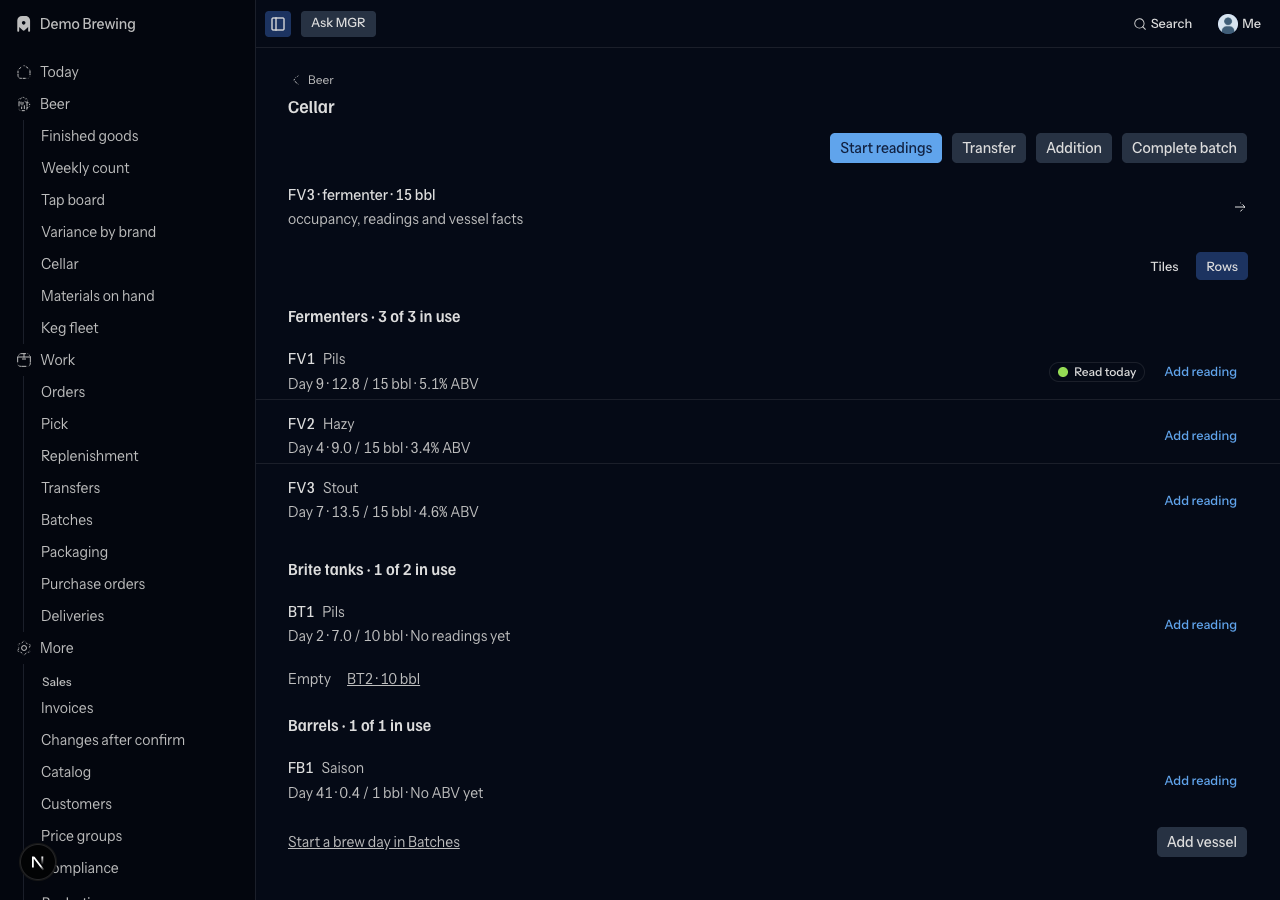 Demo Brewing
Ask MGR
Search
Me
Today
Beer
Finished goods
Weekly count
Tap board
Variance by brand
Cellar
Materials on hand
Keg fleet
Work
Orders
Pick
Replenishment
Transfers
Batches
Packaging
Purchase orders
Deliveries
More
Sales
Invoices
Changes after confirm
Catalog
Customers
Price groups
N
Beer
Cellar
Start readings
Transfer
Addition
Complete batch
FV3 · fermenter · 15 bbl
occupancy, readings and vessel facts
Tiles
Rows
Fermenters · 3 of 3 in use
FV1 Pils
Day 9 · 12.8 / 15 bbl · 5.1% ABV
Read today
Add reading
FV2 Hazy
Day 4 · 9.0 / 15 bbl · 3.4% ABV
Add reading
FV3 Stout
Day 7 · 13.5 / 15 bbl · 4.6% ABV
Add reading
Brite tanks · 1 of 2 in use
BT1 Pils
Day 2 · 7.0 / 10 bbl · No readings yet
Add reading
Empty BT2 · 10 bbl
Barrels · 1 of 1 in use
FB1 Saison
Day 41 · 0.4 / 1 bbl · No ABV yet
Add reading
Start a brew day in Batches
Add vessel